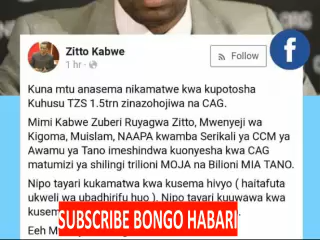 Zitto Kabwe
1 hr
Follow
f
Kuna mtu anasema nikamatwe kwa kupotosha
Kuhusu TZS 1.5trn zinazohojiwa na CAG.
Mimi Kabwe Zuberi Ruyagwa Zitto, Mwenyeji wa
Kigoma, Muislam, NAAPA kwamba Serikali ya CCM ya
Awamu ya Tano imeshindwa kuonyesha kwa CAG
matumizi ya shilingi trilioni MOJA na Bilioni MIA TANO.
Nipo tayari kukamatwa kwa kusema hivyo ( haitafuta
ukweli wa ubadhirifu huo ). Nipo tayari kuuwawa kwa
kusem
SUBSCRIBE BONGO HABARI
Eeh M